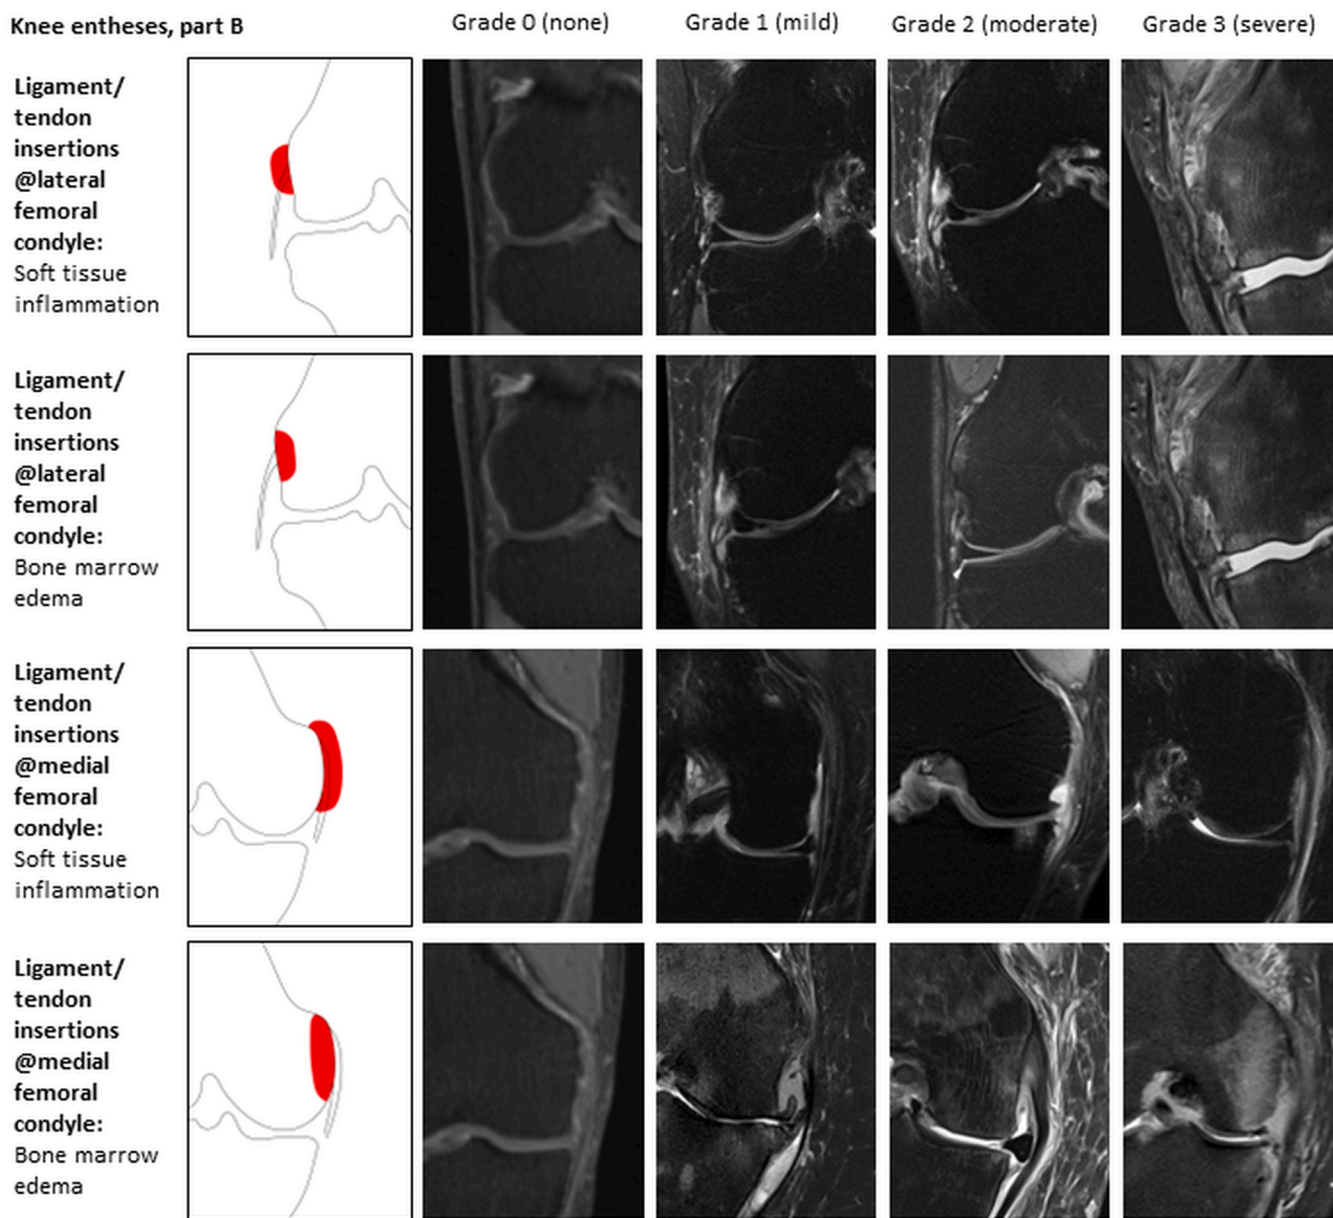 Knee entheses, part B
Grade 0 (none)
Grade 1 (mild)
Grade 2 (moderate)
Grade 3 (severe)
Ligament/
tendon
insertions
@lateral
femoral
condyle:
Soft tissue
inflammation
Ligament/
tendon
insertions
@lateral
femoral
condyle:
Bone marrow
edema
Ligament/
tendon
insertions
@medial
femoral
condyle:
Soft tissue
inflammation
Ligament/
tendon
insertions
@medial
femoral
condyle:
Bone marrow
edema